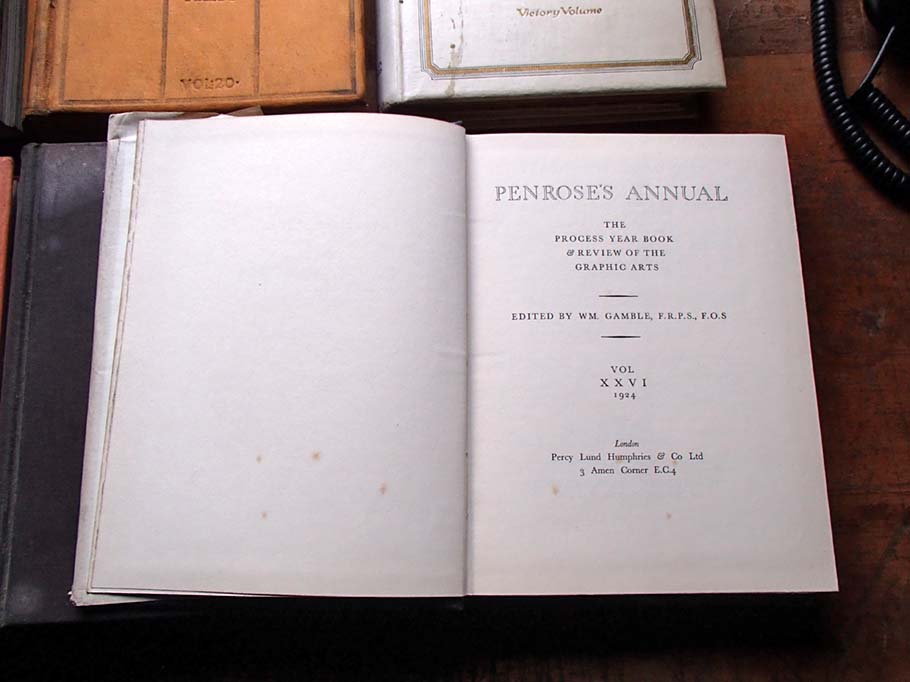 VOL: 20.
Victory Volume
PENROSE'S ANNUAL
THE
PROCESS YEAR BOOK
& REVIEW OF THE
GRAPHIC ARTS
EDITED BY WM. GAMBLE, F.R.P.S., F.O.S
VOL
XXVI
1924
London
Percy Lund Humphries & Co Ltd
3 Amen Corner E.C.4